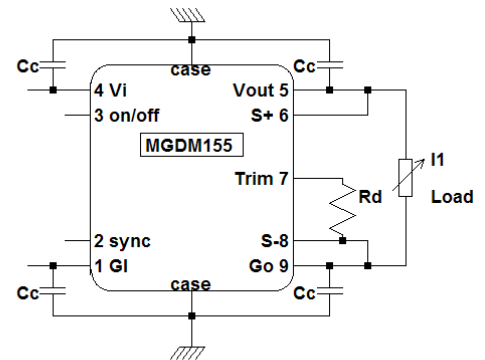 Cc
case
Cc
4 Vi
Vout 5
3 on/off
S+ 6
MGDM155
I1
Trim 7
Rd
Load
2 sync
S-8
1 GI
Go 9
Cc
case
Cc